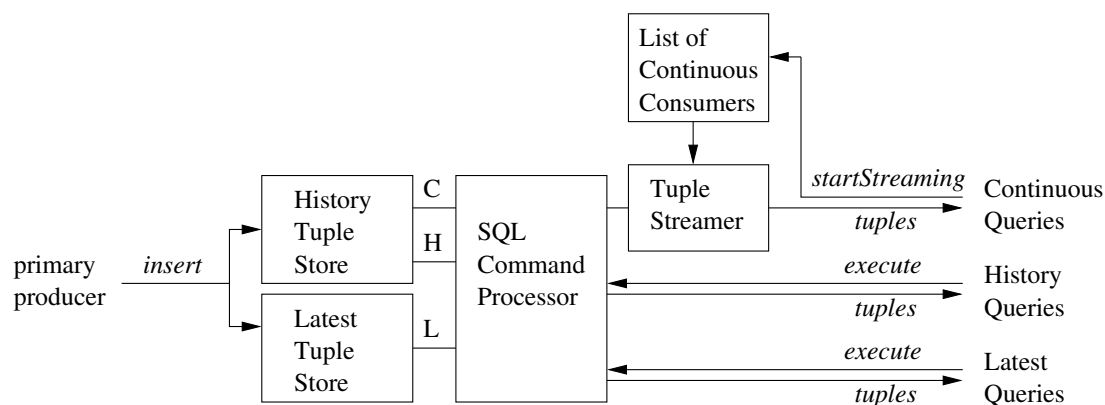 List of
Continuous
Consumers
startStreaming
Continuous
Queries
tuples
Tuple
Streamer
C
H
L
History
Tuple
Store
SQL
Command
Processor
primary
producer
insert
Latest
Tuple
Store
execute
tuples
History
Queries
execute
tuples
Latest
Queries